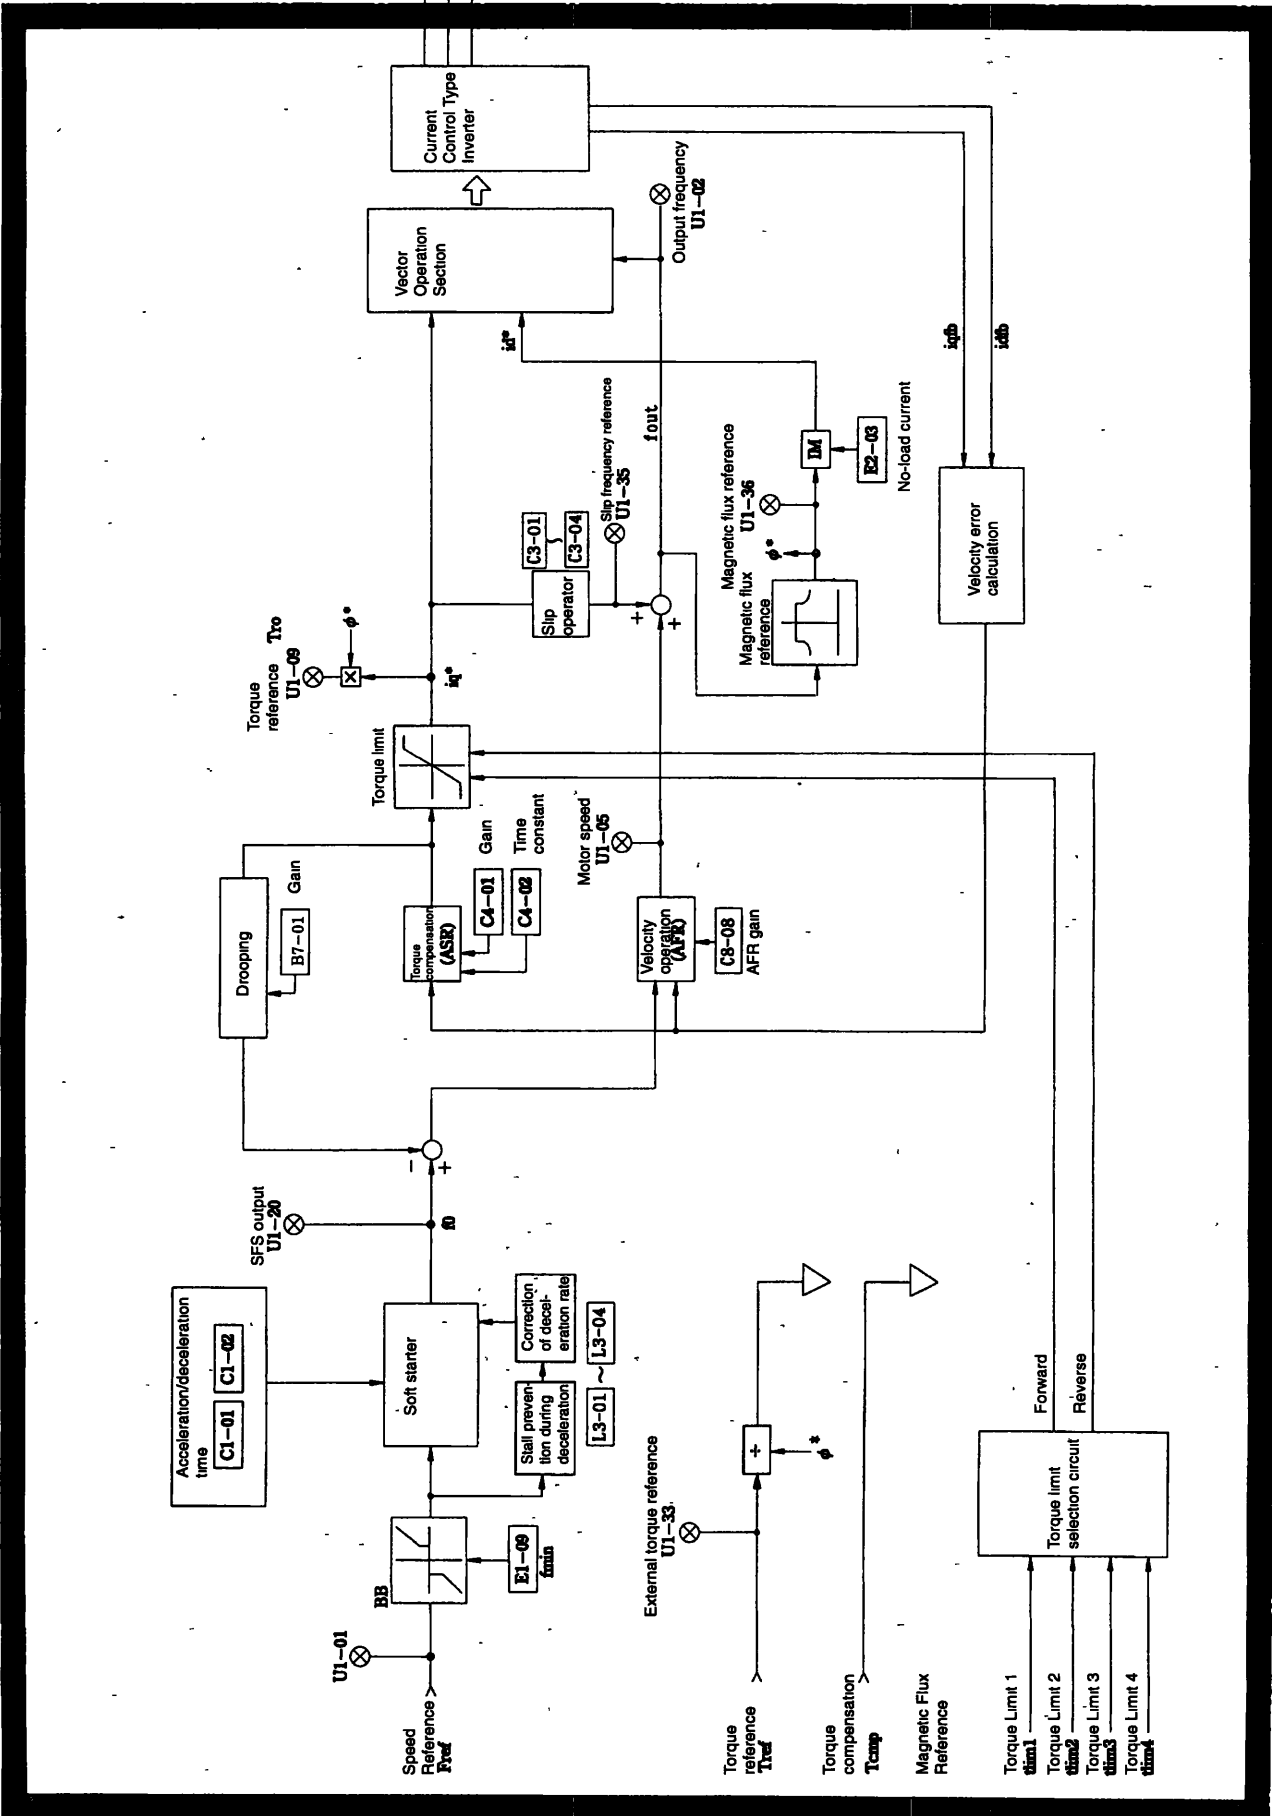 Speed
Reference
Fref
U1-01
BB
E1-09
fmin
Acceleration/deceleration
time
C1-01
C1-02
Soft starter
Stall preven-
tion during
deceleration
Correction
of decel-
eration rate
L3-01 ~ L3-04
SFS output
U1-20
f0
−
+
Drooping
B7-01
Gain
Torque
compensation
(ASR)
C4-01
Gain
C4-02
Time
constant
Velocity
operation
(AFR)
C8-08
AFR gain
Motor speed
U1-05
Torque limit
Torque
reference Tro
U1-09
ϕ*
×
iq*
Slip
operator
C3-01
~
C3-04
Slip frequency reference
U1-35
+
+
fout
Magnetic flux
reference
ϕ*
Magnetic flux reference
U1-36
IM
E2-03
No-load current
id*
Vector
Operation
Section
Output frequency
U1-02
Current
Control Type
Inverter
iqfb
idfb
Velocity error
calculation
External torque reference
U1-33
÷
ϕ*
Torque
reference
Tref
Torque
compensation
Tcmp
Magnetic Flux
Reference
Torque Limit 1
tlim1
Torque Limit 2
tlim2
Torque Limit 3
tlim3
Torque Limit 4
tlim4
Torque limit
selection circuit
Forward
Reverse